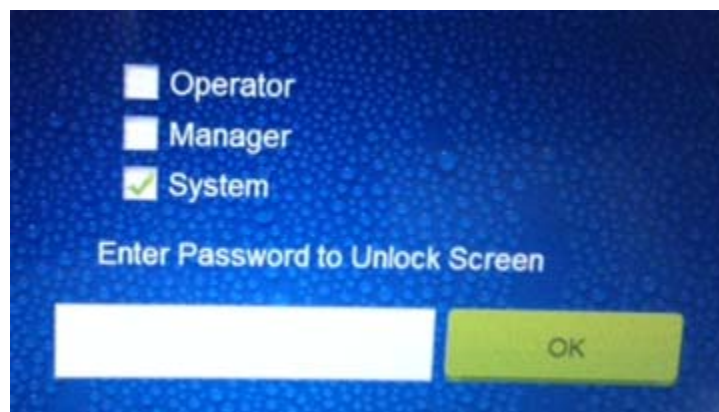 Operator
Manager
System
Enter Password to Unlock Screen
OK